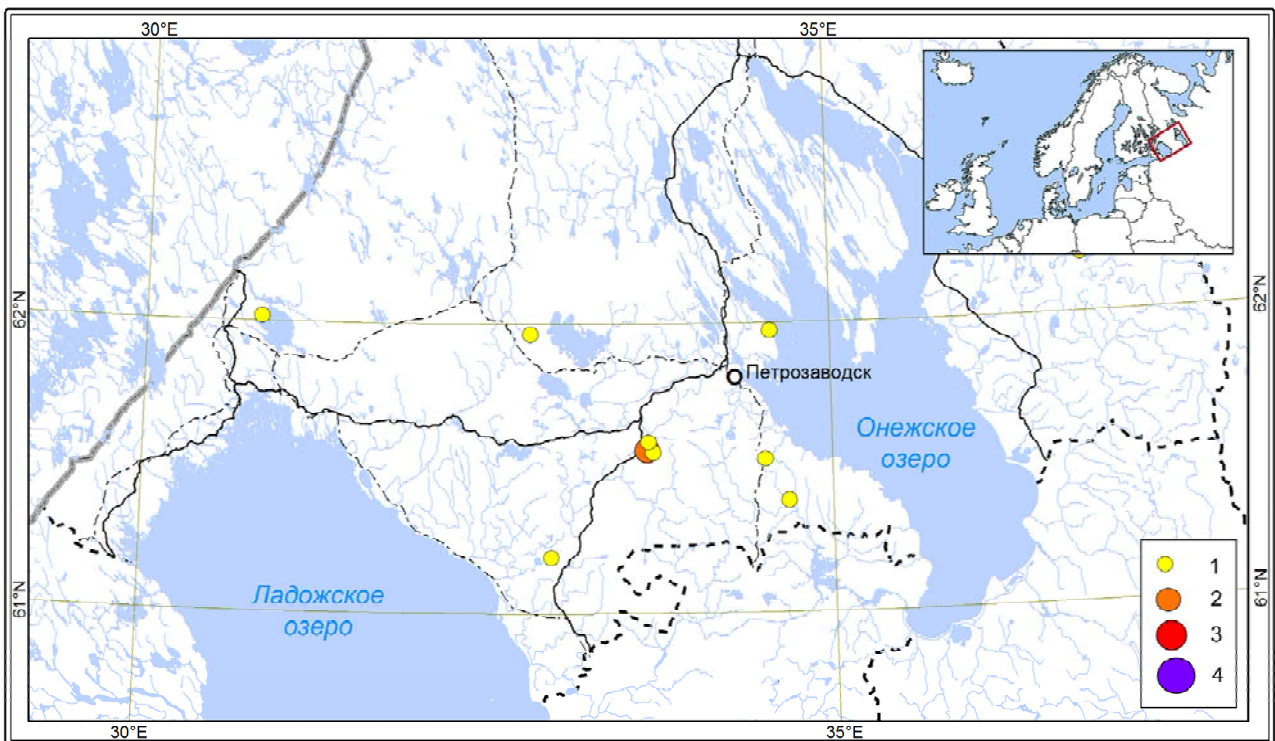 30°E
35°E
62°N
62°N
Петрозаводск
Онежское
озеро
Ладожское
озеро
61°N
61°N
1
2
3
4
30°E
35°E